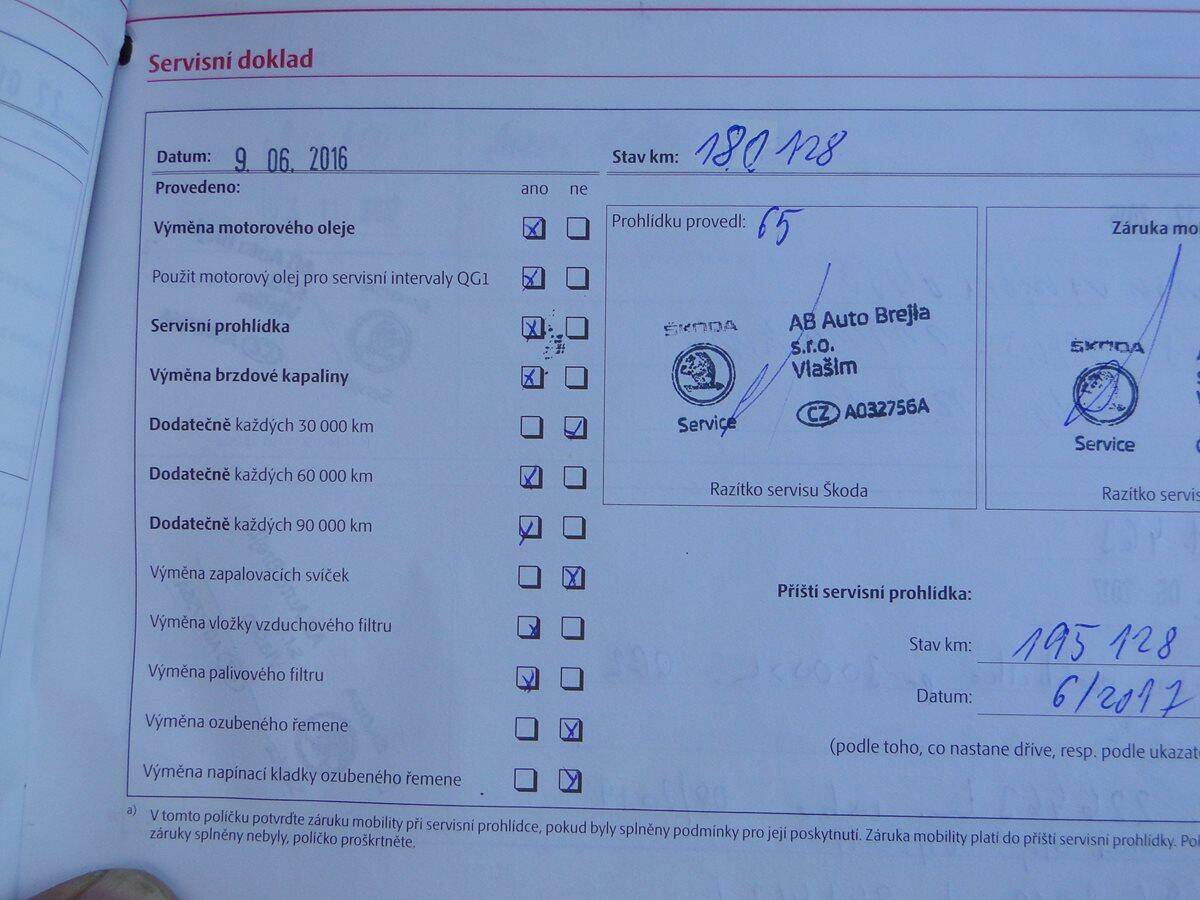 Servisní doklad
Datum: 9. 06. 2016
Stav km: 180 128
Provedeno: ano ne
Výměna motorového oleje
Použit motorový olej pro servisní intervaly QG1
Servisní prohlídka
Výměna brzdové kapaliny
Dodatečně každých 30 000 km
Dodatečně každých 60 000 km
Dodatečně každých 90 000 km
Výměna zapalovacích svíček
Výměna vložky vzduchového filtru
Výměna palivového filtru
Výměna ozubeného řemene
Výměna napínací kladky ozubeného řemene
Prohlídku provedl: 65
ŠKODA
Service
AB Auto Brejla
s.r.o.
Vlašim
CZ A032756A
Razítko servisu Škoda
Záruka mo
ŠKODA
Service
Razítko servis
Příští servisní prohlídka:
Stav km: 195 128
Datum: 6/2017
(podle toho, co nastane dříve, resp. podle ukazat
a) V tomto políčku potvrďte záruku mobility při servisní prohlídce, pokud byly splněny podmínky pro její poskytnutí. Záruka mobility platí do příští servisní prohlídky. Po
záruky splněny nebyly, políčko proškrtněte.